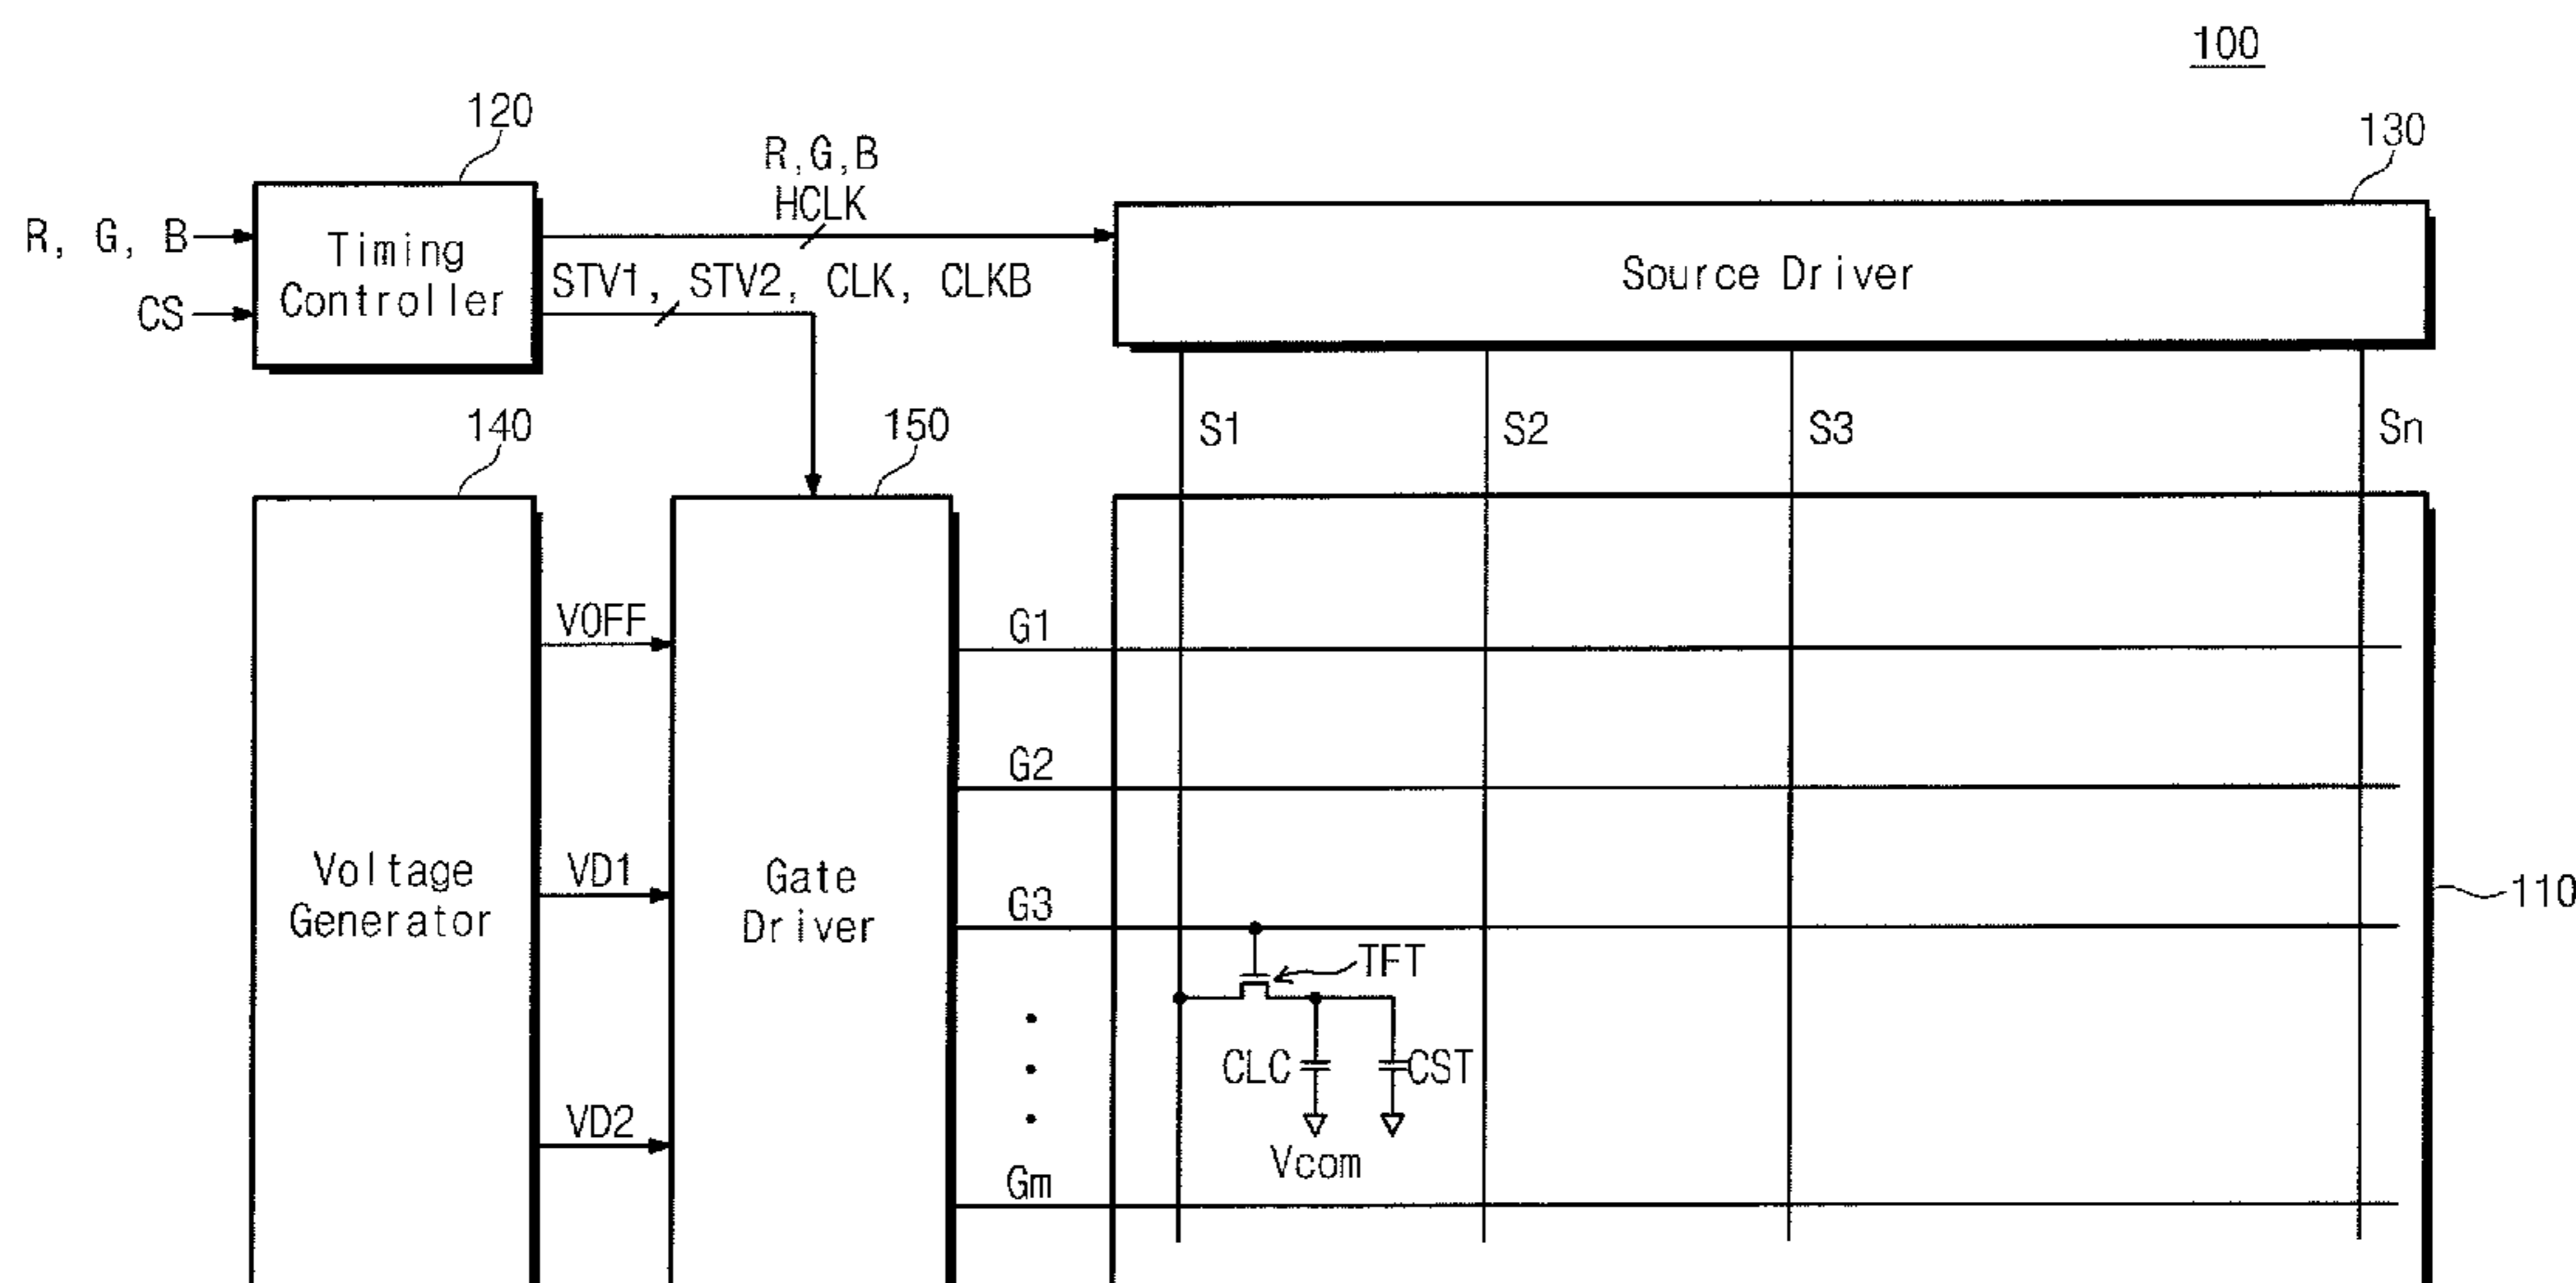 100
120
130
R,G,B
HCLK
R, G, B
Timing
Controller
CS
STV1, STV2, CLK, CLKB
Source Driver
140
150
S1
S2
S3
Sn
VOFF
G1
G2
Voltage
Generator
VD1
Gate
Driver
G3
110
TFT
CLC
CST
VD2
Vcom
Gm